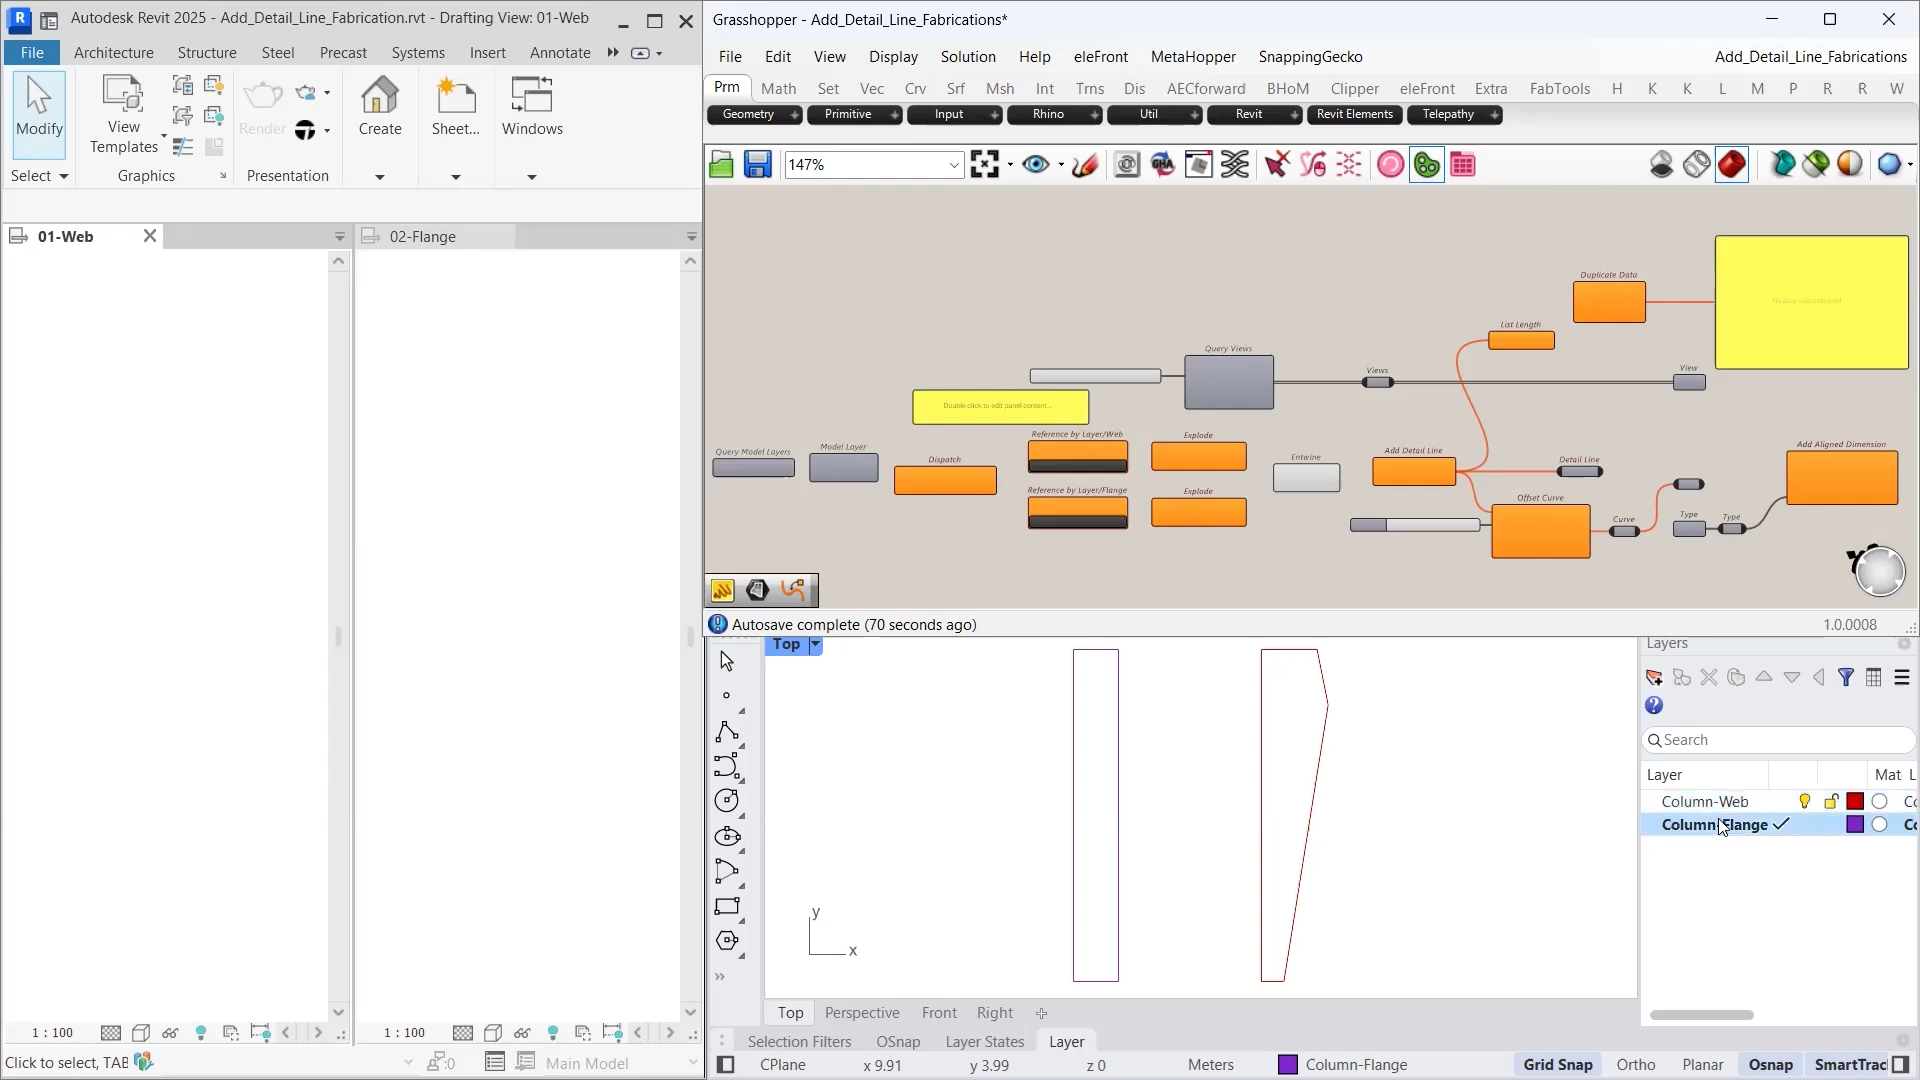 Autodesk Revit 2025 - Add_Detail_Line_Fabrication.rvt - Drafting View: 01-Web
File Architecture Structure Steel Precast Systems Insert Annotate
Modify
View
Templates
Render
Create
Sheet...
Windows
Select
Graphics
Presentation
01-Web
02-Flange
1 : 100
1 : 100
Click to select, TAB
:0
Main Model
Grasshopper - Add_Detail_Line_Fabrications*
File Edit View Display Solution Help eleFront MetaHopper SnappingGecko
Add_Detail_Line_Fabrications
Prm Math Set Vec Crv Srf Msh Int Trns Dis AECforward BHoM Clipper eleFront Extra FabTools H K K L M P R R W
Geometry Primitive Input Rhino Util Revit Revit Elements Telepathy
147%
GHA
Duplicate Data
List Length
Query Views
Views
View
Double click to edit panel content...
Query Model Layers
Model Layer
Dispatch
Reference by Layer/Web
Explode
Entwine
Add Detail Line
Detail Line
Add Aligned Dimension
Reference by Layer/Flange
Explode
Offset Curve
Curve
Type
Type
Autosave complete (70 seconds ago)
1.0.0008
Top
y
x
Top Perspective Front Right
Selection Filters OSnap Layer States Layer
CPlane x 9.91 y 3.99 z 0 Meters Column-Flange Grid Snap Ortho Planar Osnap SmartTrac
Layers
Search
Layer Mat L
Column-Web Co
Column-Flange Co